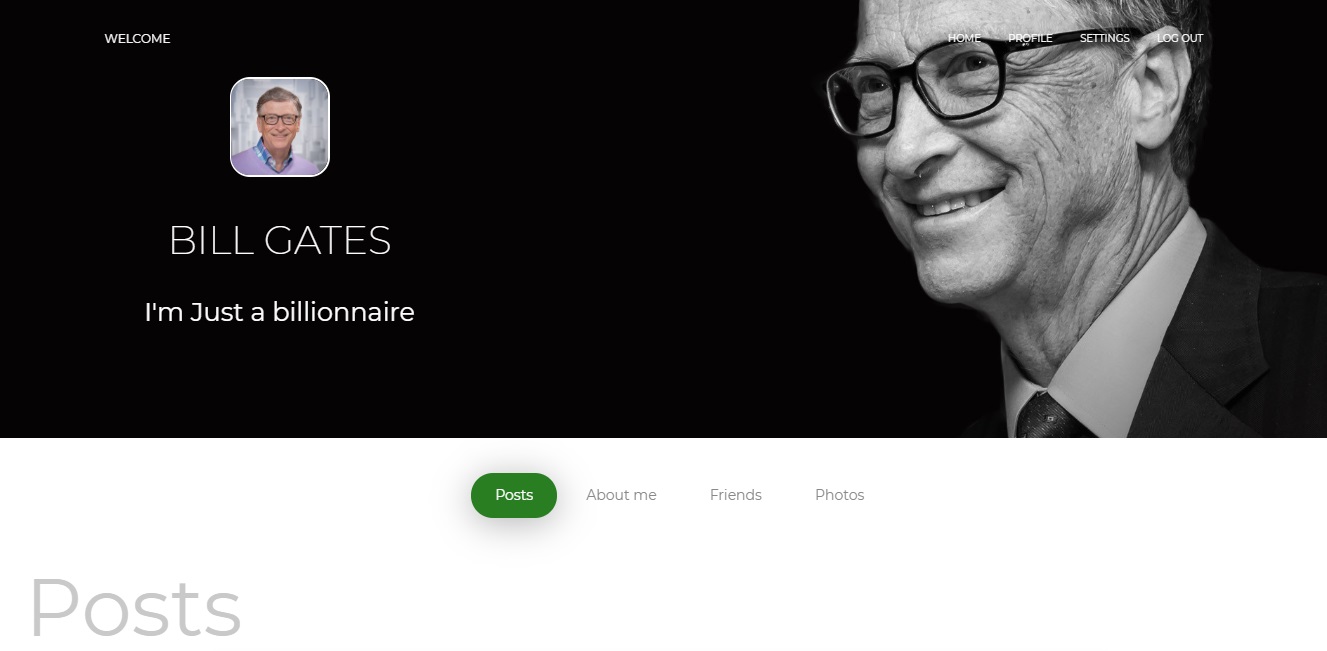 WELCOME
HOME PROFILE SETTINGS LOG OUT
BILL GATES
I'm Just a billionnaire
Posts About me Friends Photos
Posts